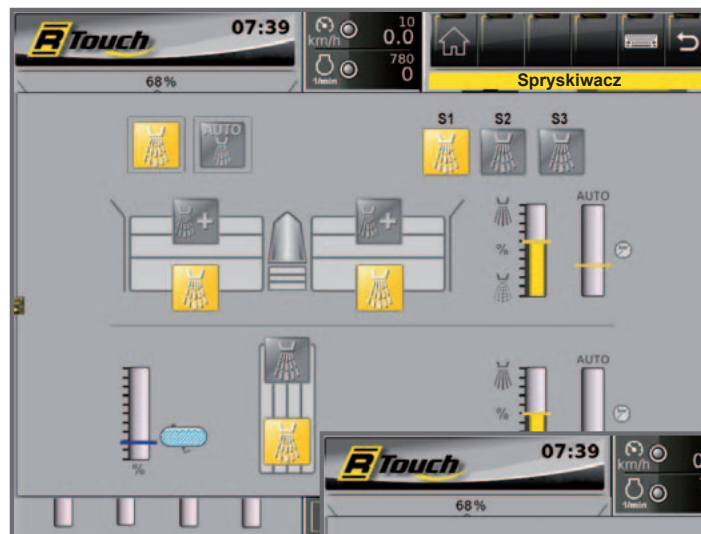 R Touch 07:39
68%
km/h 10
0.0
1/min 780
0
Spryskiwacz
AUTO
S1 S2 S3
AUTO
%
AUTO
%
%
R Touch 07:39
68%
km/h
1/min